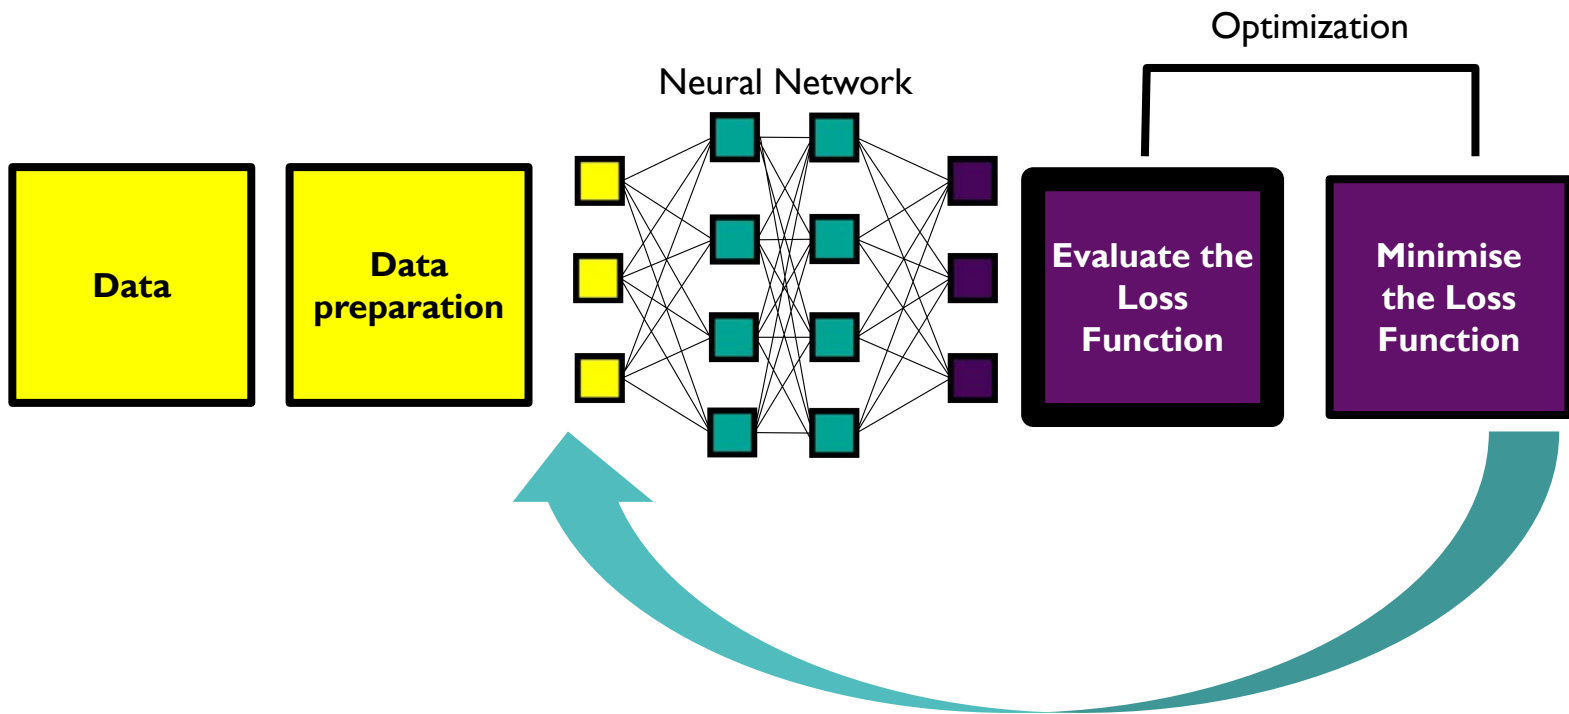 Optimization
Neural Network
Data
Data
preparation
Evaluate the
Loss
Function
Minimise
the Loss
Function